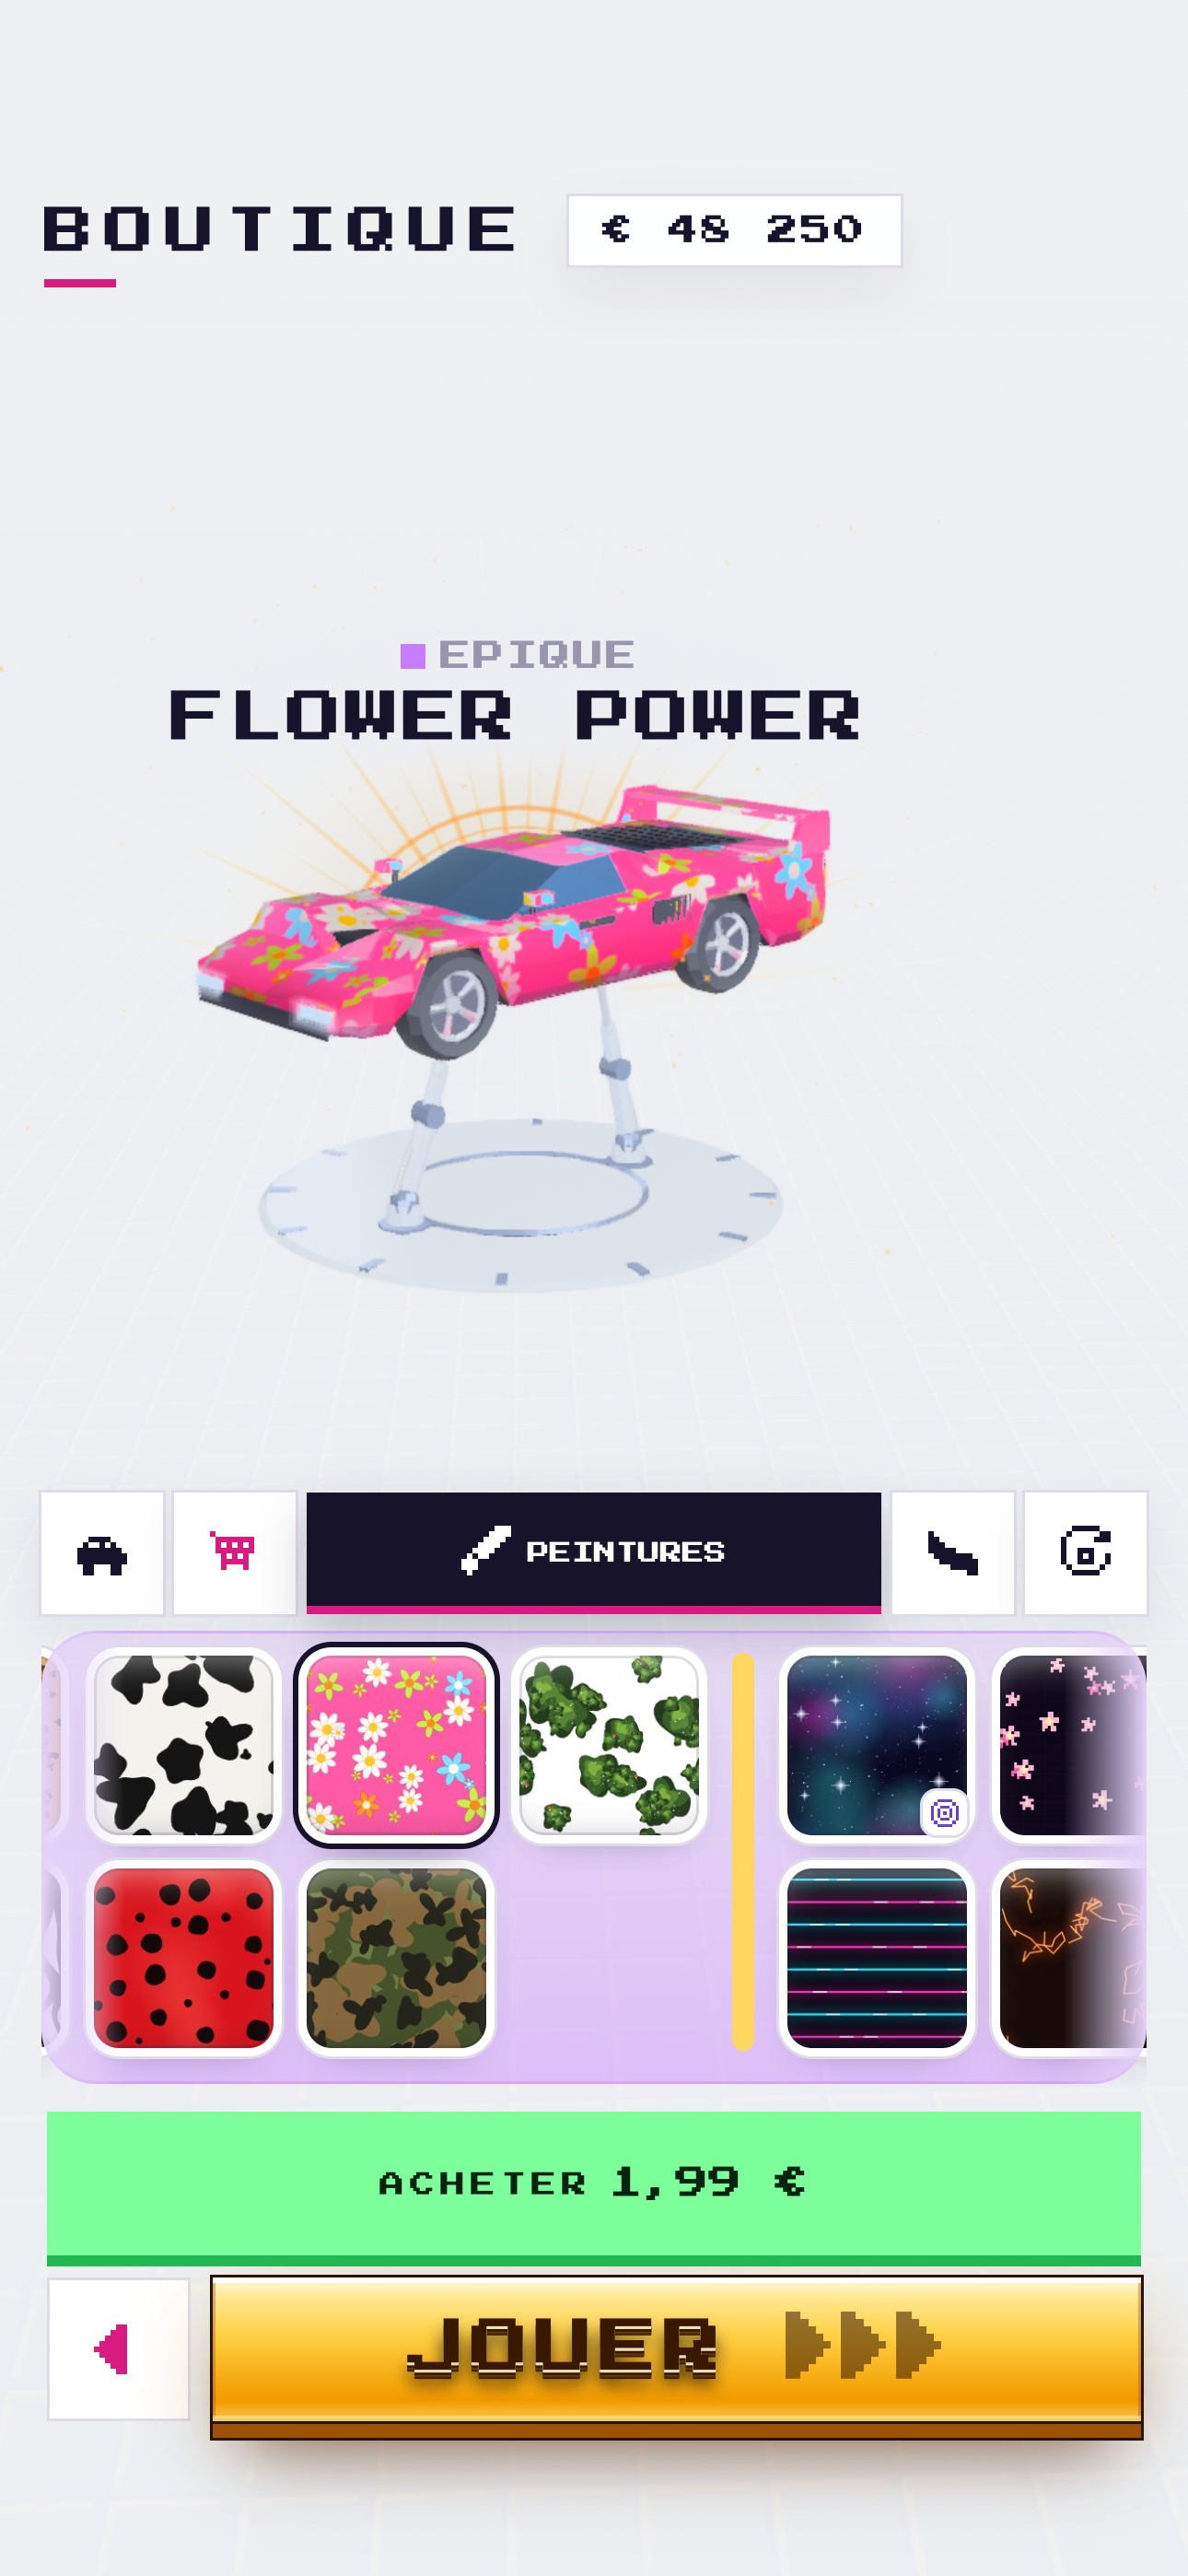 BOUTIQUE
€ 48 250
EPIQUE
FLOWER POWER
PEINTURES
ACHETER 1,99 €
JOUER